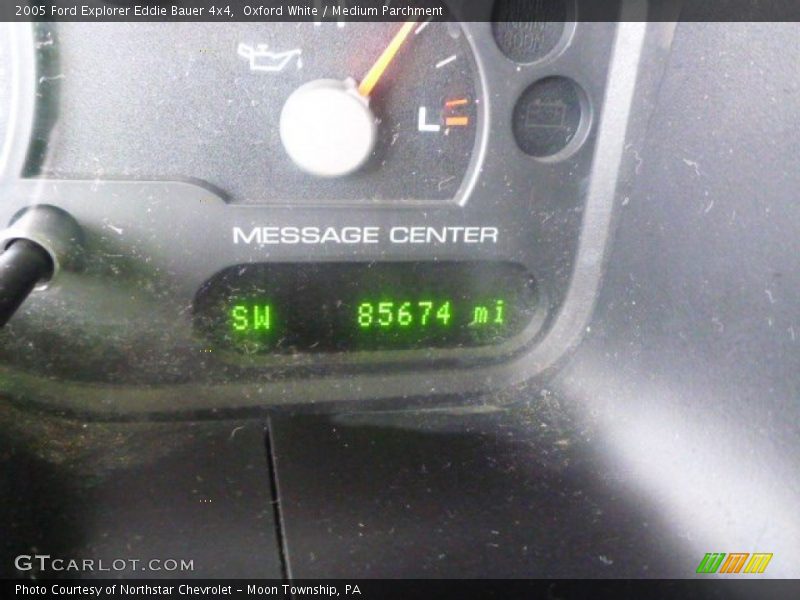 2005 Ford Explorer Eddie Bauer 4x4,  Oxford White / Medium Parchment
L
MESSAGE CENTER
SW 85674 mi
GTCARLOT.COM
Photo Courtesy of Northstar Chevrolet - Moon Township, PA